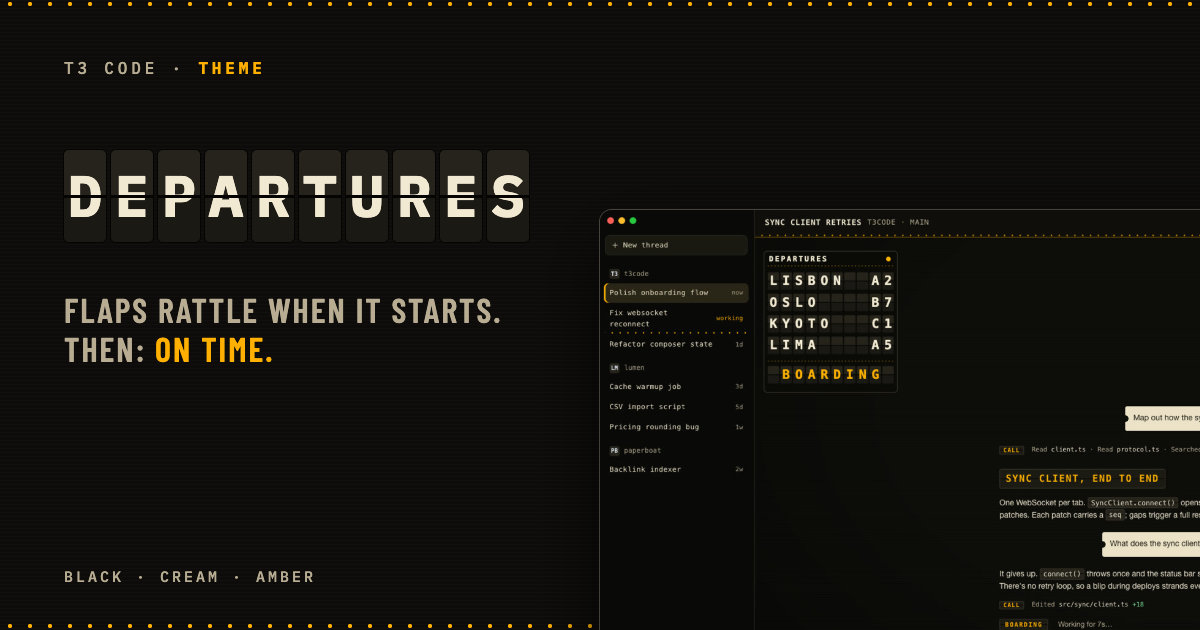 T3 CODE · THEME
DEPARTURES
FLAPS RATTLE WHEN IT STARTS.
THEN: ON TIME.
BLACK · CREAM · AMBER
+ New thread
T3 t3code
Polish onboarding flow now
Fix websocket
reconnect working
Refactor composer state 1d
LM lumen
Cache warmup job 3d
CSV import script 5d
Pricing rounding bug 1w
PB paperboat
Backlink indexer 2w
SYNC CLIENT RETRIES T3CODE · MAIN
DEPARTURES
LISBON A2
OSLO B7
KYOTO C1
LIMA A5
BOARDING
Map out how the
CALL Read client.ts · Read protocol.ts · Searche
SYNC CLIENT, END TO END
One WebSocket per tab. SyncClient.connect() opens
patches. Each patch carries a seq; gaps trigger a full
What does the sync client
It gives up. connect() throws once and the status bar
There's no retry loop, so a blip during deploys strands
CALL Edited src/sync/client.ts +18
BOARDING Working for 7s...